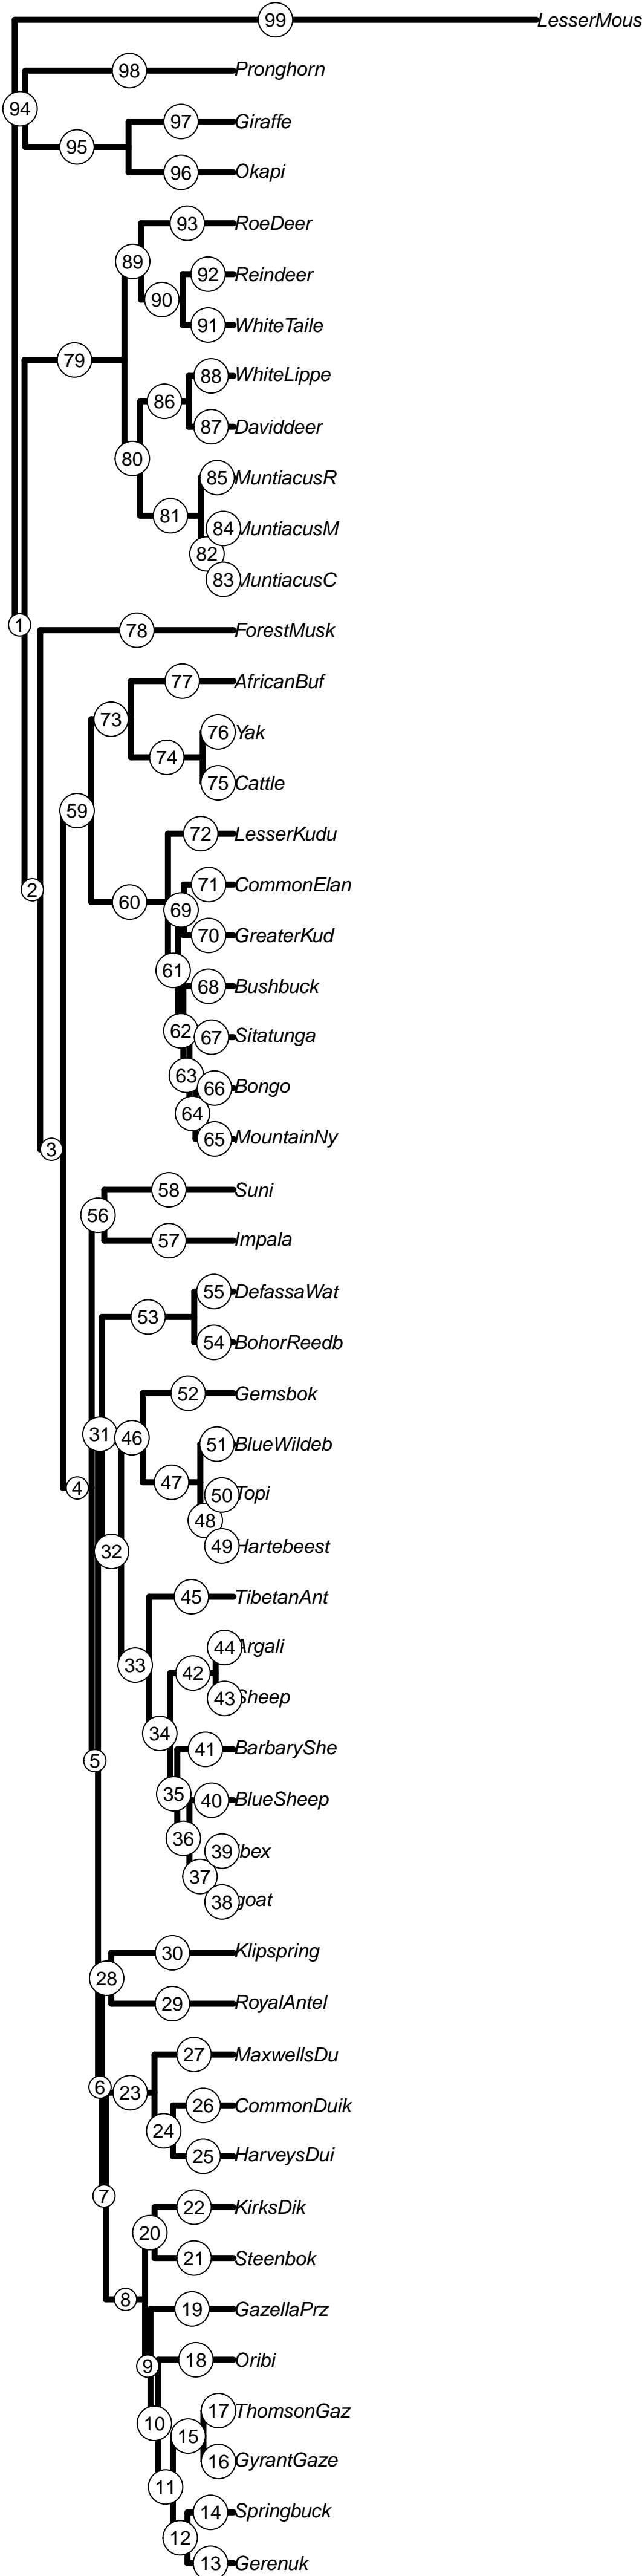 99 LesserMous
98 Pronghorn
94
97 Giraffe
95
96 Okapi
93 RoeDeer
89
92 Reindeer
90
91 WhiteTaile
79
88 WhiteLippe
86
87 Daviddeer
80
85 MuntiacusR
81
84 MuntiacusM
82
83 MuntiacusC
1
78 ForestMusk
77 AfricanBuf
73
76 Yak
74
75 Cattle
59
72 LesserKudu
71 CommonElan
2
60
69
70 GreaterKud
61
68 Bushbuck
62
67 Sitatunga
63
66 Bongo
64
65 MountainNy
3
58 Suni
56
57 Impala
55 DefassaWat
53
54 BohorReedb
52 Gemsbok
31
46
51 BlueWildeb
47
4
50 Topi
48
49 Hartebeest
32
45 TibetanAnt
44 Argali
33
42
43 Sheep
34
41 BarbaryShe
5
35
40 BlueSheep
36
39 Ibex
37
38 goat
30 Klipspring
28
29 RoyalAntel
27 MaxwellsDu
6
23
26 CommonDuik
24
25 HarveysDui
7
22 KirksDik
20
21 Steenbok
8
19 GazellaPrz
18 Oribi
9
17 ThomsonGaz
10
15
16 GyrantGaze
11
14 Springbuck
12
13 Gerenuk